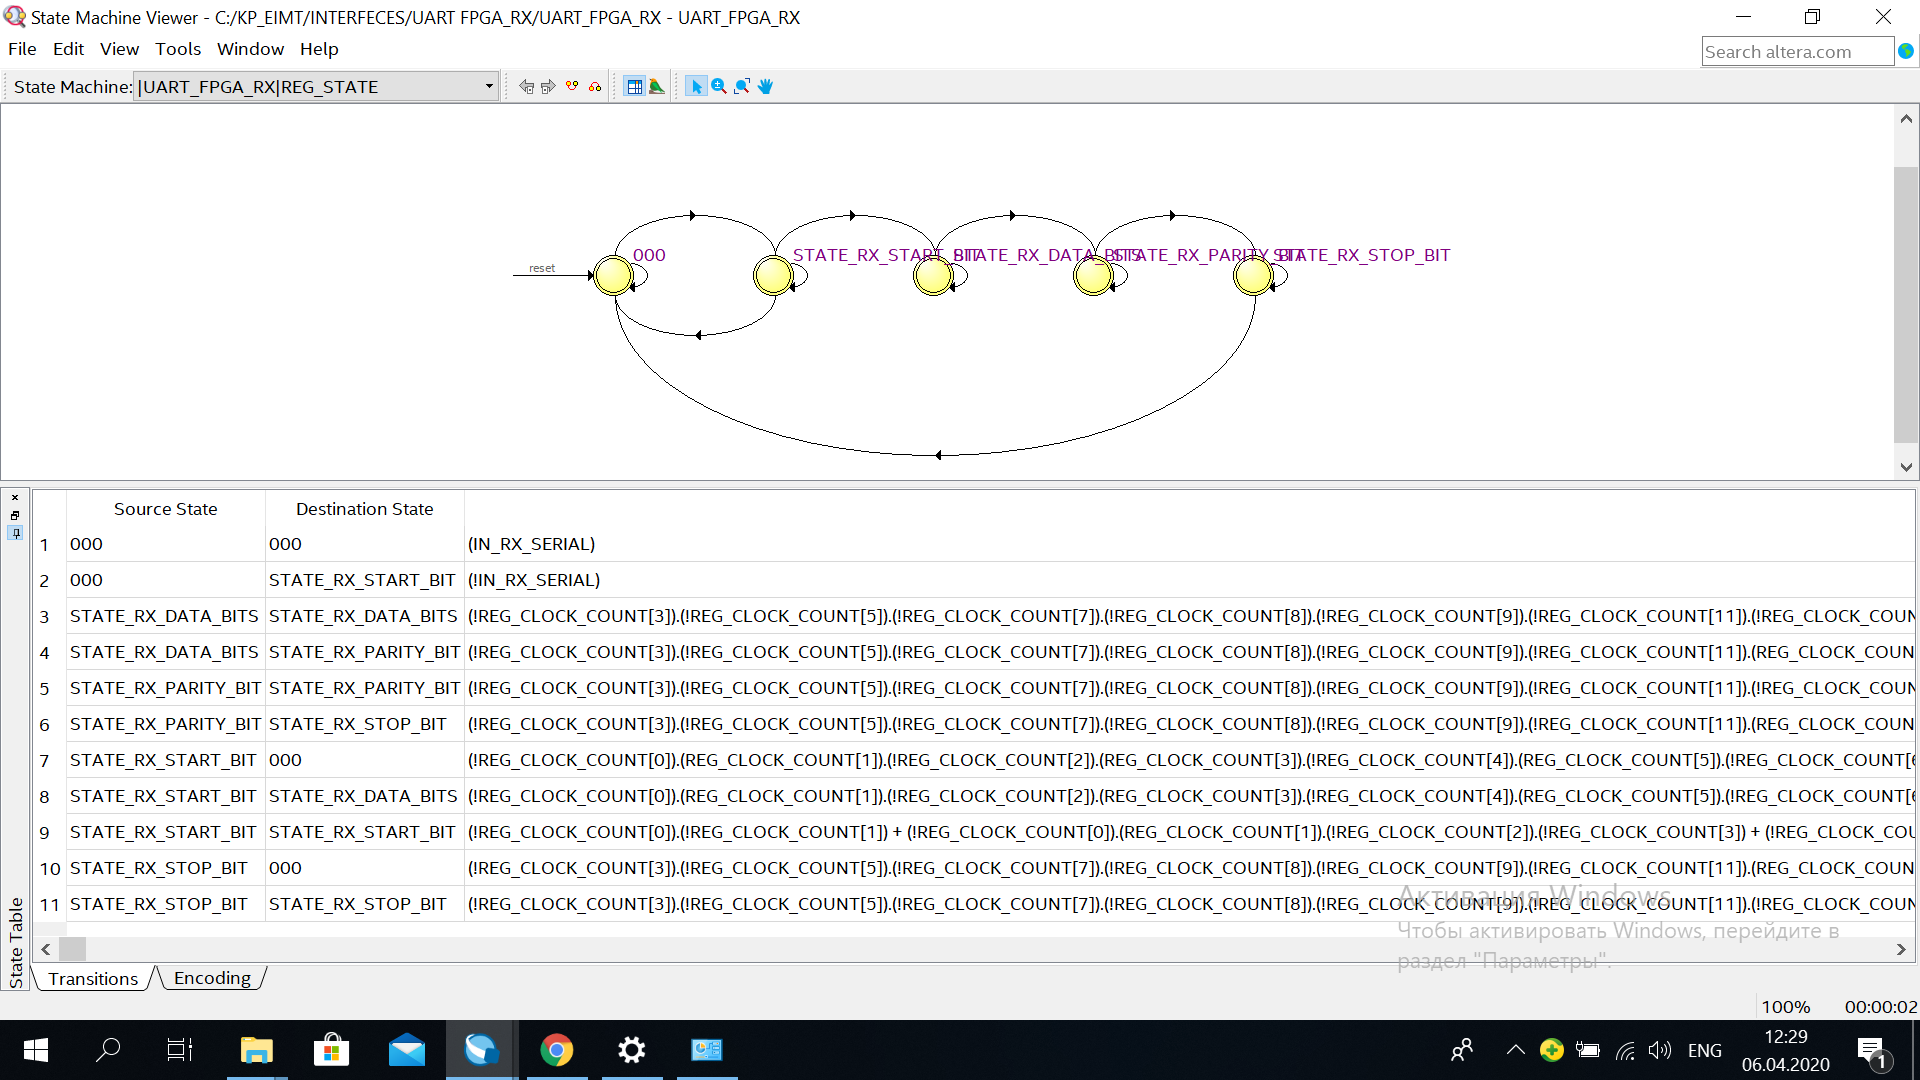 State Machine Viewer - C:/KP_EIMT/INTERFECES/UART FPGA_RX/UART_FPGA_RX - UART_FPGA_RX
File Edit View Tools Window Help
Search altera.com
State Machine: |UART_FPGA_RX|REG_STATE
000 STATE_RX_START_BIT STATE_RX_DATA_BITS STATE_RX_PARITY_BIT STATE_RX_STOP_BIT
reset
Source State Destination State
1 000 000 (IN_RX_SERIAL)
2 000 STATE_RX_START_BIT (!IN_RX_SERIAL)
3 STATE_RX_DATA_BITS STATE_RX_DATA_BITS (!REG_CLOCK_COUNT[3]).(!REG_CLOCK_COUNT[5]).(!REG_CLOCK_COUNT[7]).(!REG_CLOCK_COUNT[8]).(!REG_CLOCK_COUNT[9]).(!REG_CLOCK_COUNT[11]).(!REG_CLOCK_COUN
4 STATE_RX_DATA_BITS STATE_RX_PARITY_BIT (!REG_CLOCK_COUNT[3]).(!REG_CLOCK_COUNT[5]).(!REG_CLOCK_COUNT[7]).(!REG_CLOCK_COUNT[8]).(!REG_CLOCK_COUNT[9]).(!REG_CLOCK_COUNT[11]).(REG_CLOCK_COUN
5 STATE_RX_PARITY_BIT STATE_RX_PARITY_BIT (!REG_CLOCK_COUNT[3]).(!REG_CLOCK_COUNT[5]).(!REG_CLOCK_COUNT[7]).(!REG_CLOCK_COUNT[8]).(!REG_CLOCK_COUNT[9]).(!REG_CLOCK_COUNT[11]).(!REG_CLOCK_COUN
6 STATE_RX_PARITY_BIT STATE_RX_STOP_BIT (!REG_CLOCK_COUNT[3]).(!REG_CLOCK_COUNT[5]).(!REG_CLOCK_COUNT[7]).(!REG_CLOCK_COUNT[8]).(!REG_CLOCK_COUNT[9]).(!REG_CLOCK_COUNT[11]).(REG_CLOCK_COUN
7 STATE_RX_START_BIT 000 (!REG_CLOCK_COUNT[0]).(REG_CLOCK_COUNT[1]).(!REG_CLOCK_COUNT[2]).(REG_CLOCK_COUNT[3]).(!REG_CLOCK_COUNT[4]).(REG_CLOCK_COUNT[5]).(!REG_CLOCK_COUNT[6
8 STATE_RX_START_BIT STATE_RX_DATA_BITS (!REG_CLOCK_COUNT[0]).(REG_CLOCK_COUNT[1]).(!REG_CLOCK_COUNT[2]).(REG_CLOCK_COUNT[3]).(!REG_CLOCK_COUNT[4]).(REG_CLOCK_COUNT[5]).(!REG_CLOCK_COUNT[6
9 STATE_RX_START_BIT STATE_RX_START_BIT (!REG_CLOCK_COUNT[0]).(!REG_CLOCK_COUNT[1]) + (!REG_CLOCK_COUNT[0]).(REG_CLOCK_COUNT[1]).(!REG_CLOCK_COUNT[2]).(!REG_CLOCK_COUNT[3]) + (!REG_CLOCK_COU
10 STATE_RX_STOP_BIT 000 (!REG_CLOCK_COUNT[3]).(!REG_CLOCK_COUNT[5]).(!REG_CLOCK_COUNT[7]).(!REG_CLOCK_COUNT[8]).(!REG_CLOCK_COUNT[9]).(!REG_CLOCK_COUNT[11]).(REG_CLOCK_COUN
11 STATE_RX_STOP_BIT STATE_RX_STOP_BIT (!REG_CLOCK_COUNT[3]).(!REG_CLOCK_COUNT[5]).(!REG_CLOCK_COUNT[7]).(!REG_CLOCK_COUNT[8]).(!REG_CLOCK_COUNT[9]).(!REG_CLOCK_COUNT[11]).(!REG_CLOCK_COUN
State Table
Активация Windows
Чтобы активировать Windows, перейдите в
раздел "Параметры".
Transitions Encoding
100% 00:00:02
ENG
12:29
06.04.2020
1